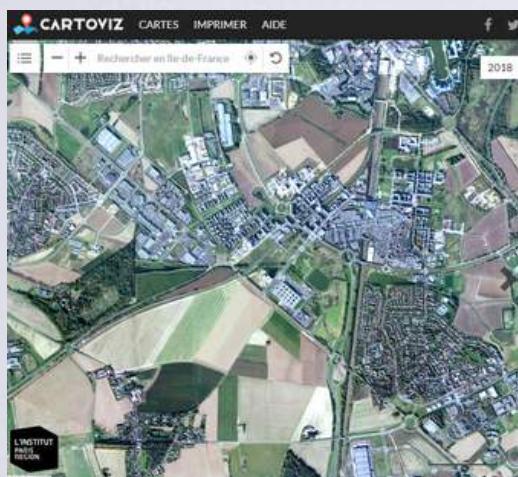 CARTOVIZ CARTES IMPRIMER AIDE
Rechercher en Île-de-France
2018
L'INSTITUT
PARIS
REGION